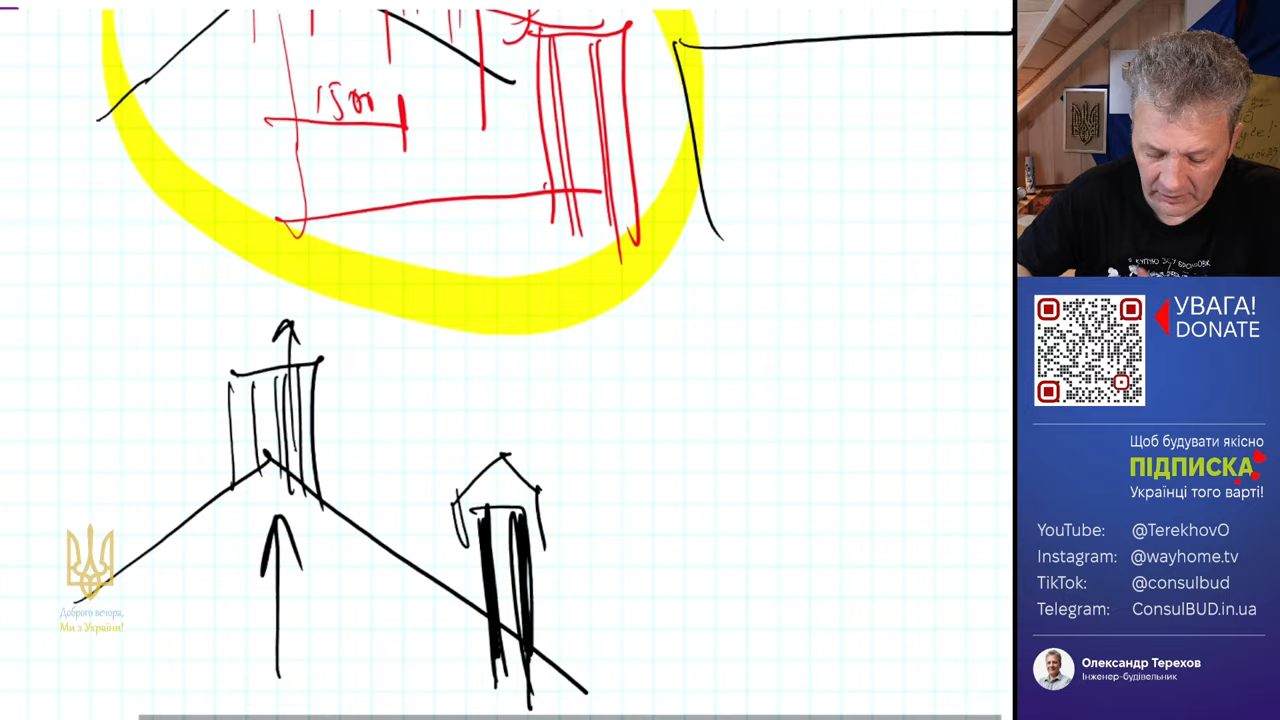 1500
УВАГА!
DONATE
Щоб будувати якісно
ПІДПИСКА
Українці того варті!
YouTube: @TerekhovO
Instagram: @wayhome.tv
TikTok: @consulbud
Telegram: ConsulBUD.in.ua
Олександр Терехов
Інженер-будівельник
Доброго вечора,
Ми з України!